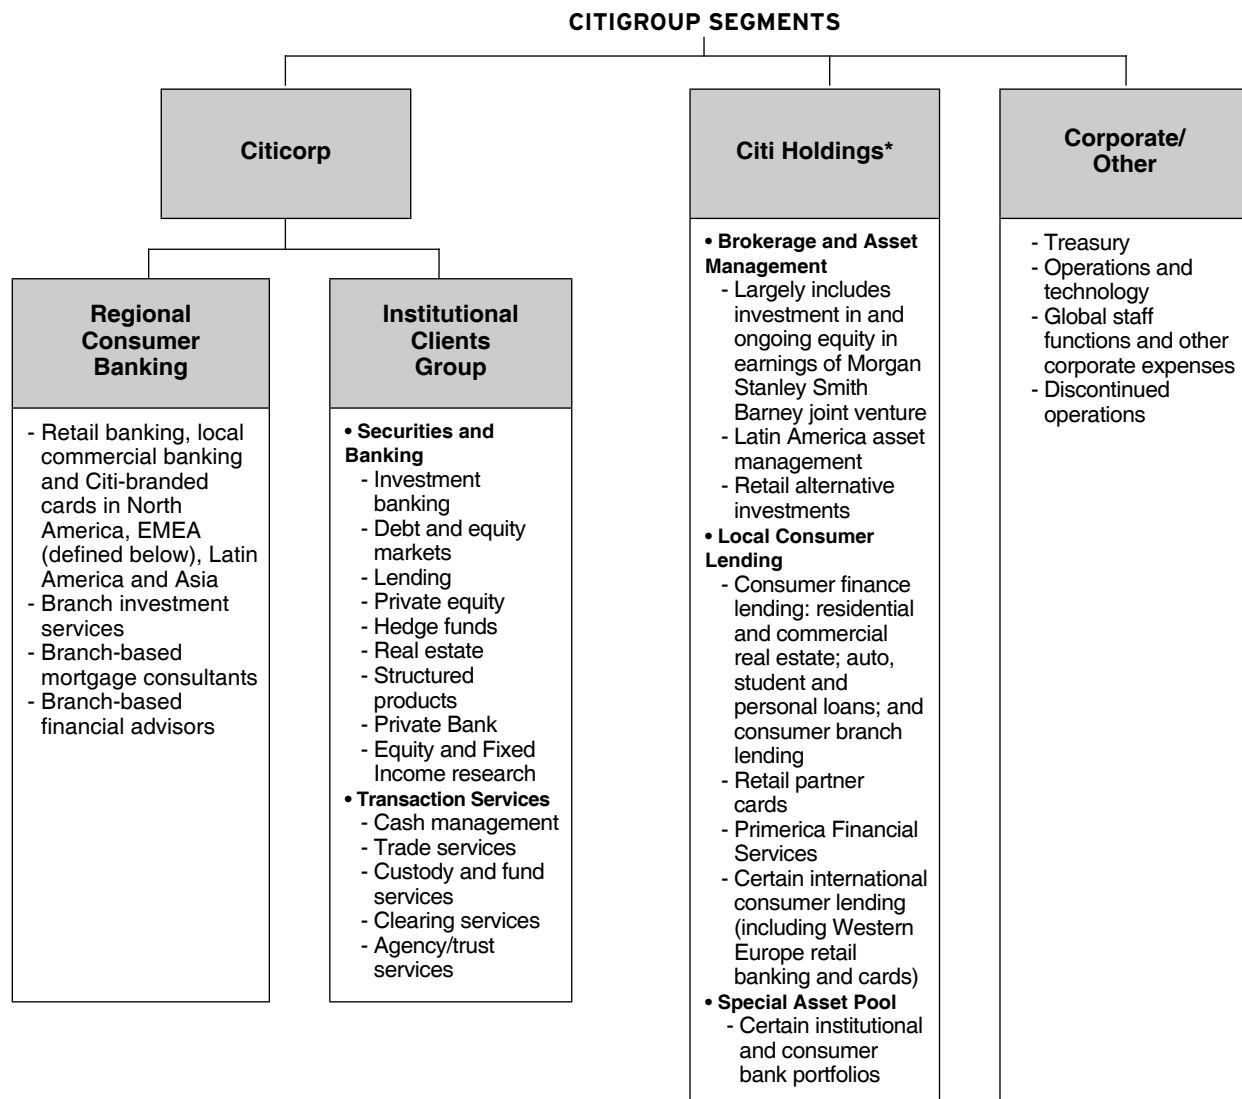 CITIGROUP SEGMENTS
Citicorp
Regional
Consumer
Banking
- Retail banking, local
commercial banking
and Citi-branded
cards in North
America, EMEA
(defined below), Latin
America and Asia
- Branch investment
services
- Branch-based
mortgage consultants
- Branch-based
financial advisors
Institutional
Clients
Group
• Securities and
Banking
- Investment
banking
- Debt and equity
markets
- Lending
- Private equity
- Hedge funds
- Real estate
- Structured
products
- Private Bank
- Equity and Fixed
Income research
• Transaction Services
- Cash management
- Trade services
- Custody and fund
services
- Clearing services
- Agency/trust
services
Citi Holdings*
• Brokerage and Asset
Management
- Largely includes
investment in and
ongoing equity in
earnings of Morgan
Stanley Smith
Barney joint venture
- Latin America asset
management
- Retail alternative
investments
• Local Consumer
Lending
- Consumer finance
lending: residential
and commercial
real estate; auto,
student and
personal loans; and
consumer branch
lending
- Retail partner
cards
- Primerica Financial
Services
- Certain international
consumer lending
(including Western
Europe retail
banking and cards)
• Special Asset Pool
- Certain institutional
and consumer
bank portfolios
Corporate/
Other
- Treasury
- Operations and
technology
- Global staff
functions and other
corporate expenses
- Discontinued
operations